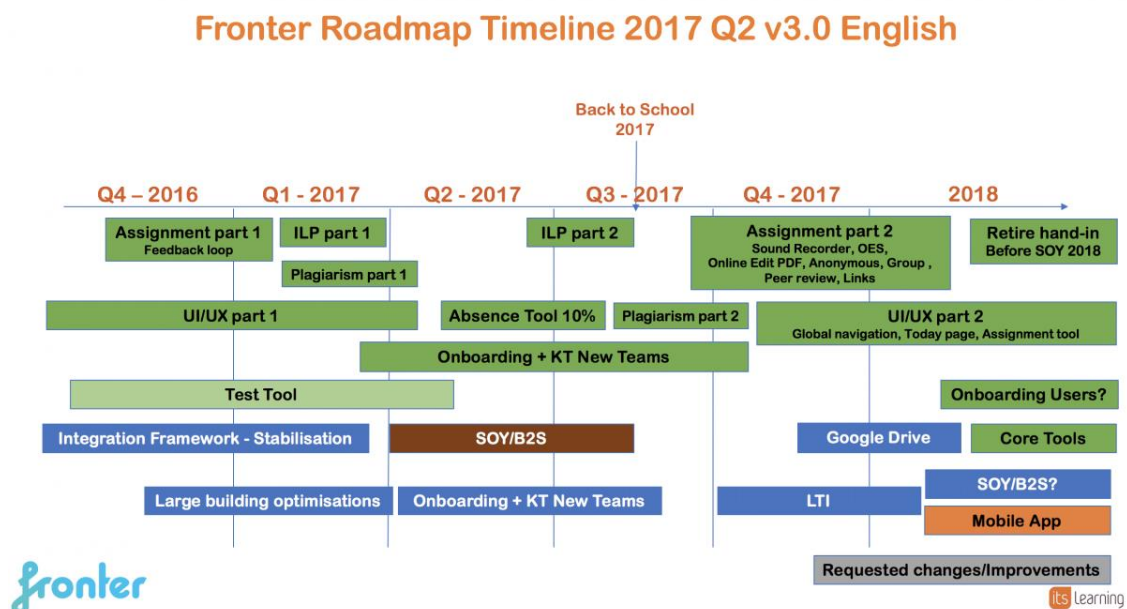 Fronter Roadmap Timeline 2017 Q2 v3.0 English
Back to School
2017
Q4 – 2016
Q1 - 2017
Q2 - 2017
Q3 - 2017
Q4 - 2017
2018
Assignment part 1
Feedback loop
ILP part 1
ILP part 2
Assignment part 2
Sound Recorder, OES,
Online Edit PDF, Anonymous, Group ,
Peer review, Links
Retire hand-in
Before SOY 2018
Plagiarism part 1
UI/UX part 1
Absence Tool 10%
Plagiarism part 2
UI/UX part 2
Global navigation, Today page, Assignment tool
Onboarding + KT New Teams
Test Tool
Onboarding Users?
Integration Framework - Stabilisation
SOY/B2S
Google Drive
Core Tools
Large building optimisations
Onboarding + KT New Teams
LTI
SOY/B2S?
Mobile App
Requested changes/Improvements
fronter
its learning